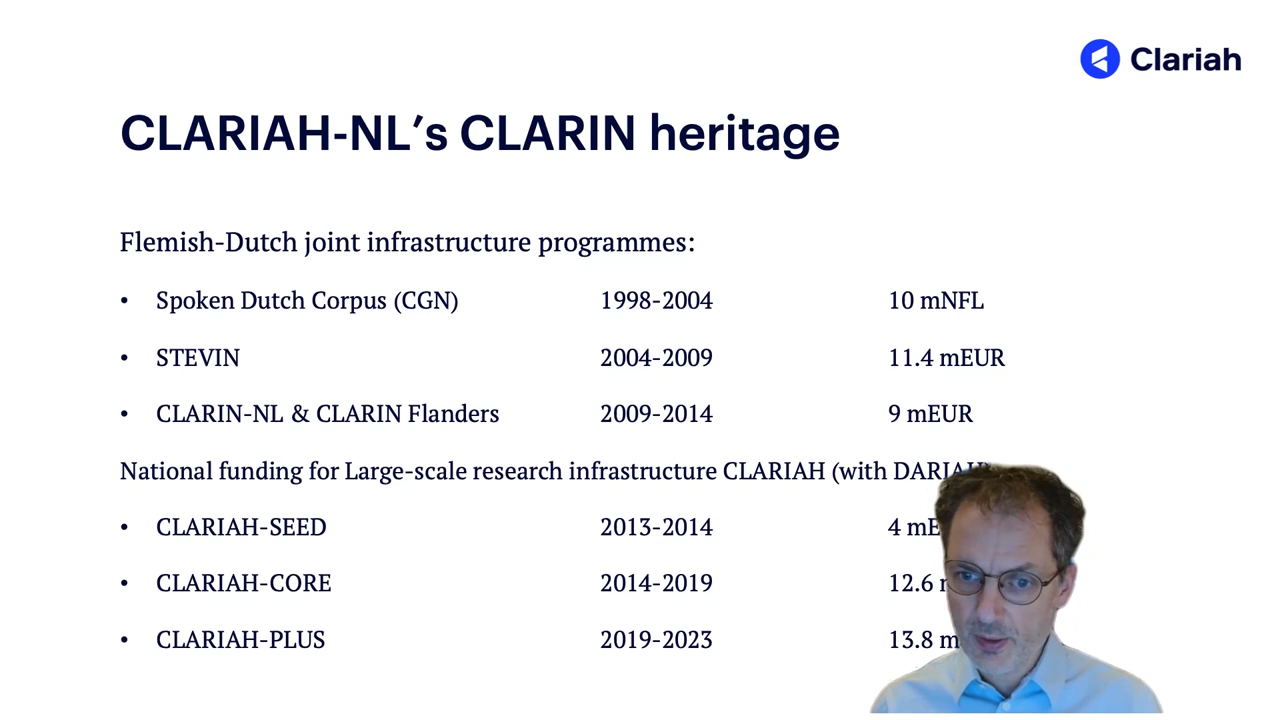 Clariah
CLARIAH-NL’s CLARIN heritage
Flemish-Dutch joint infrastructure programmes:
• Spoken Dutch Corpus (CGN) 1998-2004 10 mNFL
• STEVIN 2004-2009 11.4 mEUR
• CLARIN-NL & CLARIN Flanders 2009-2014 9 mEUR
National funding for Large-scale research infrastructure CLARIAH (with DARIAH)
• CLARIAH-SEED 2013-2014 4
• CLARIAH-CORE 2014-2019 12.6
• CLARIAH-PLUS 2019-2023 13.8